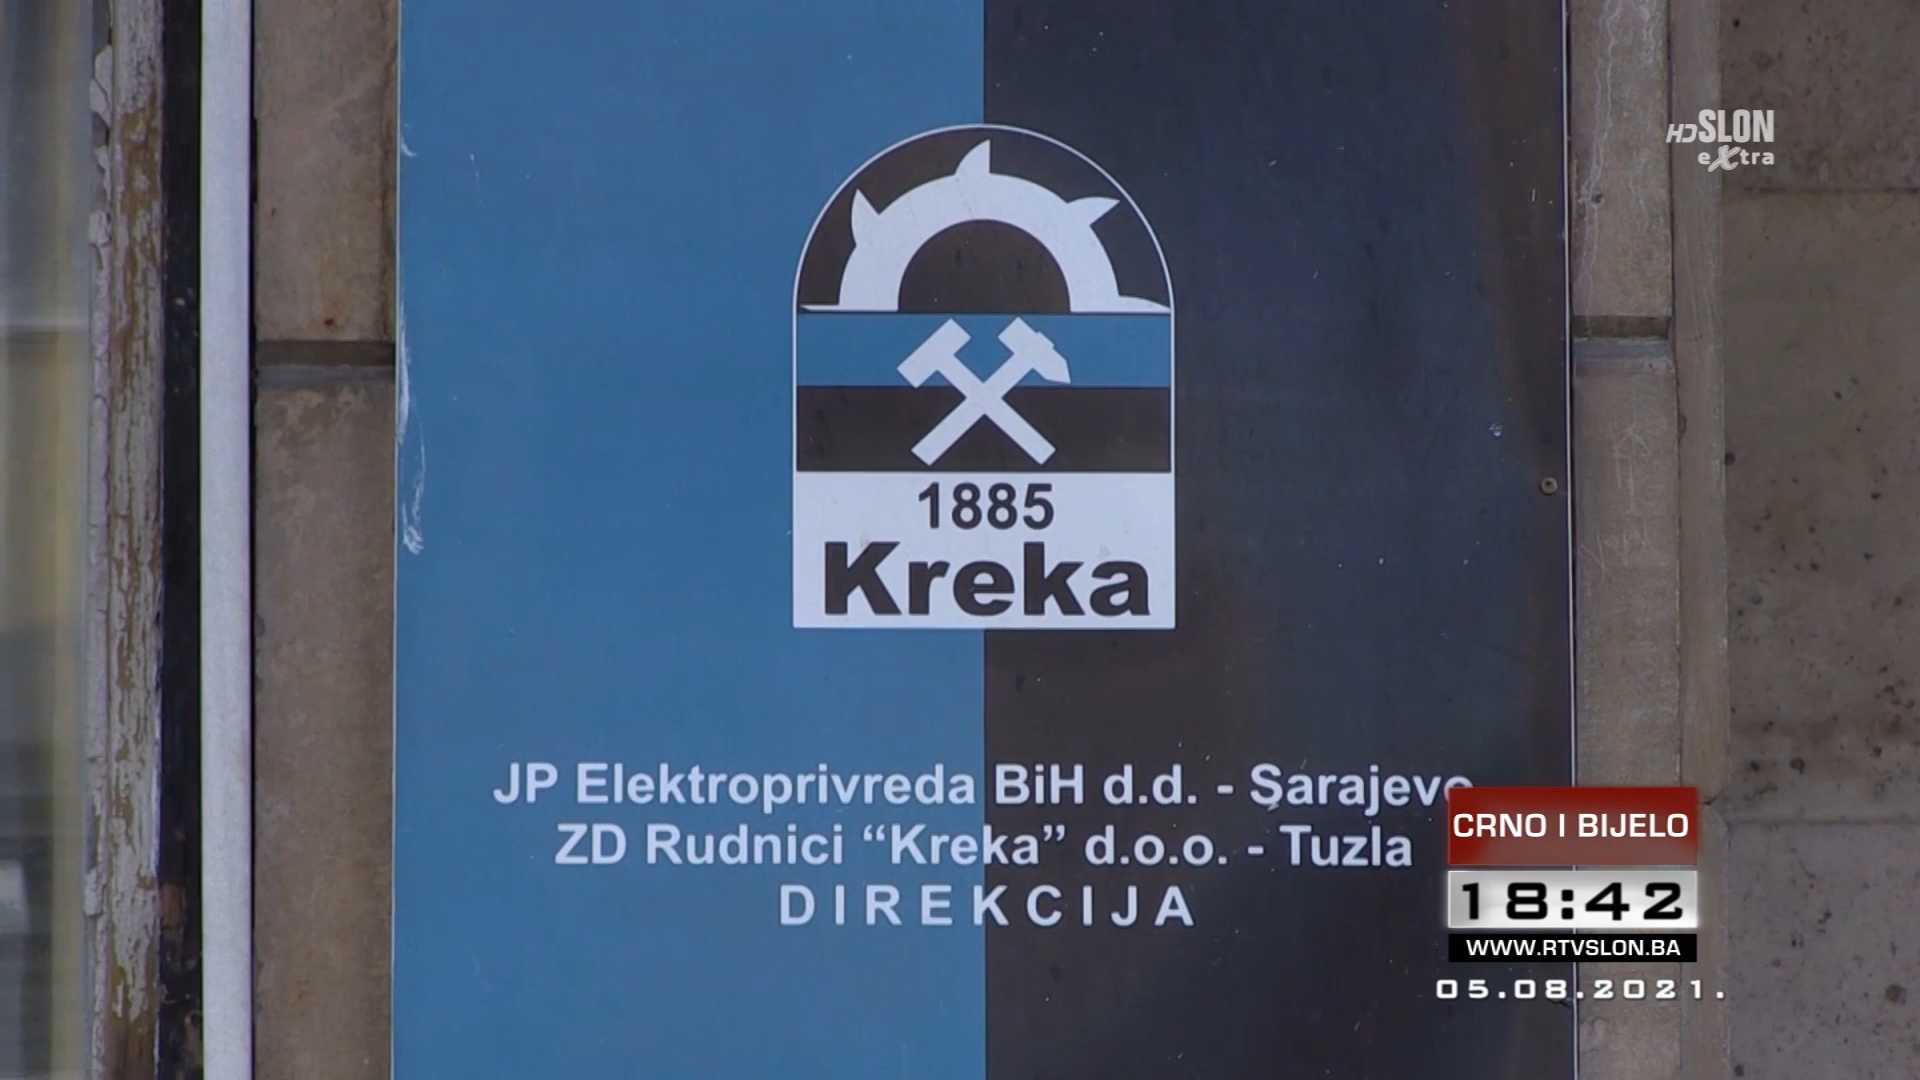 HD SLON
eXtra
1885
Kreka
JP Elektroprivreda BiH d.d. - Sarajevo
ZD Rudnici “Kreka” d.o.o. - Tuzla
DIREKCIJA
CRNO I BIJELO
18:42
WWW.RTVSLON.BA
05.08.2021.